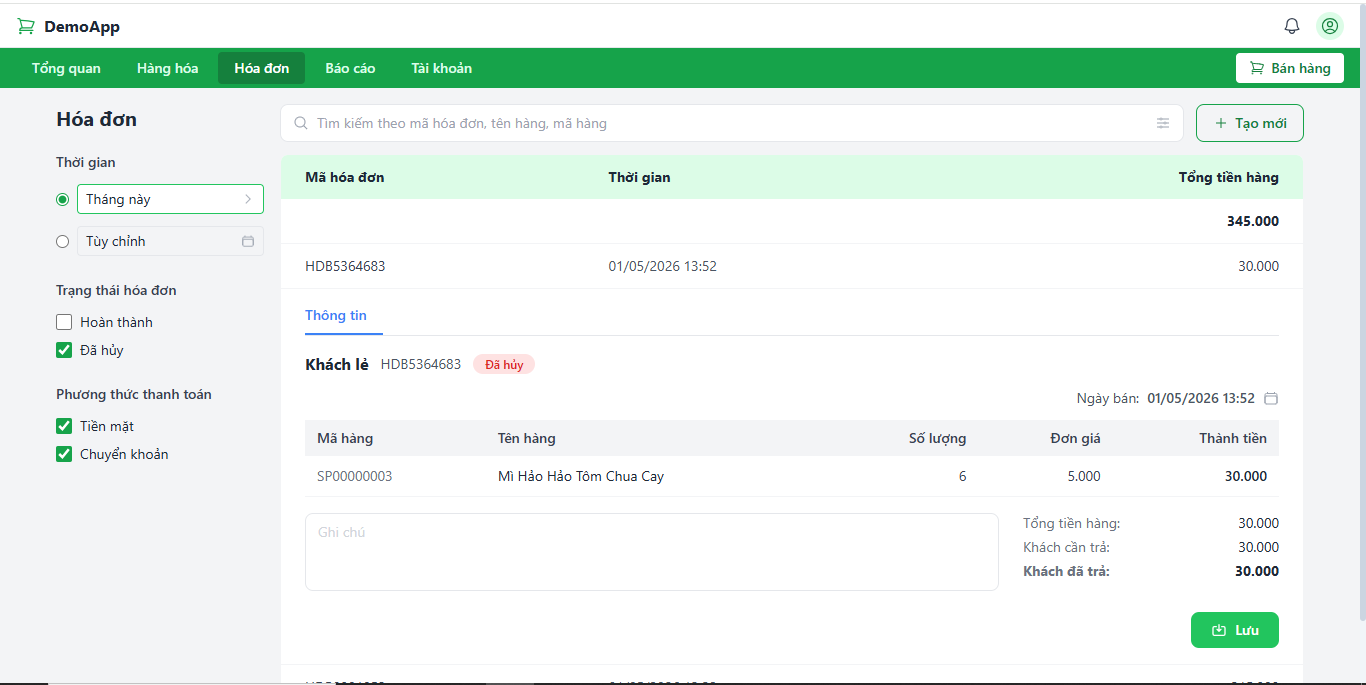 DemoApp
Tổng quan Hàng hóa Hóa đơn Báo cáo Tài khoản Bán hàng
Hóa đơn
Thời gian
Tháng này
Tùy chỉnh
Trạng thái hóa đơn
Hoàn thành
Đã hủy
Phương thức thanh toán
Tiền mặt
Chuyển khoản
Tìm kiếm theo mã hóa đơn, tên hàng, mã hàng
Tạo mới
Mã hóa đơn Thời gian Tổng tiền hàng
345.000
HDB5364683 01/05/2026 13:52 30.000
Thông tin
Khách lẻ HDB5364683 Đã hủy
Ngày bán: 01/05/2026 13:52
Mã hàng Tên hàng Số lượng Đơn giá Thành tiền
SP00000003 Mì Hảo Hảo Tôm Chua Cay 6 5.000 30.000
Ghi chú
Tổng tiền hàng: 30.000
Khách cần trả: 30.000
Khách đã trả: 30.000
Lưu